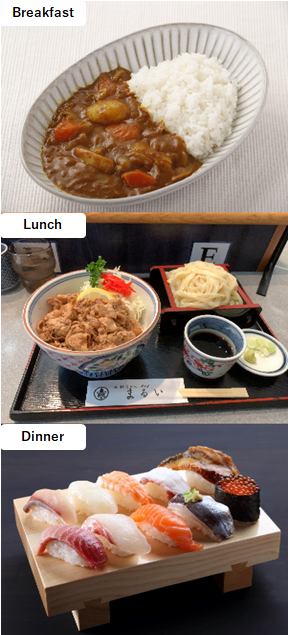 Breakfast
Lunch
E
まるい
Dinner